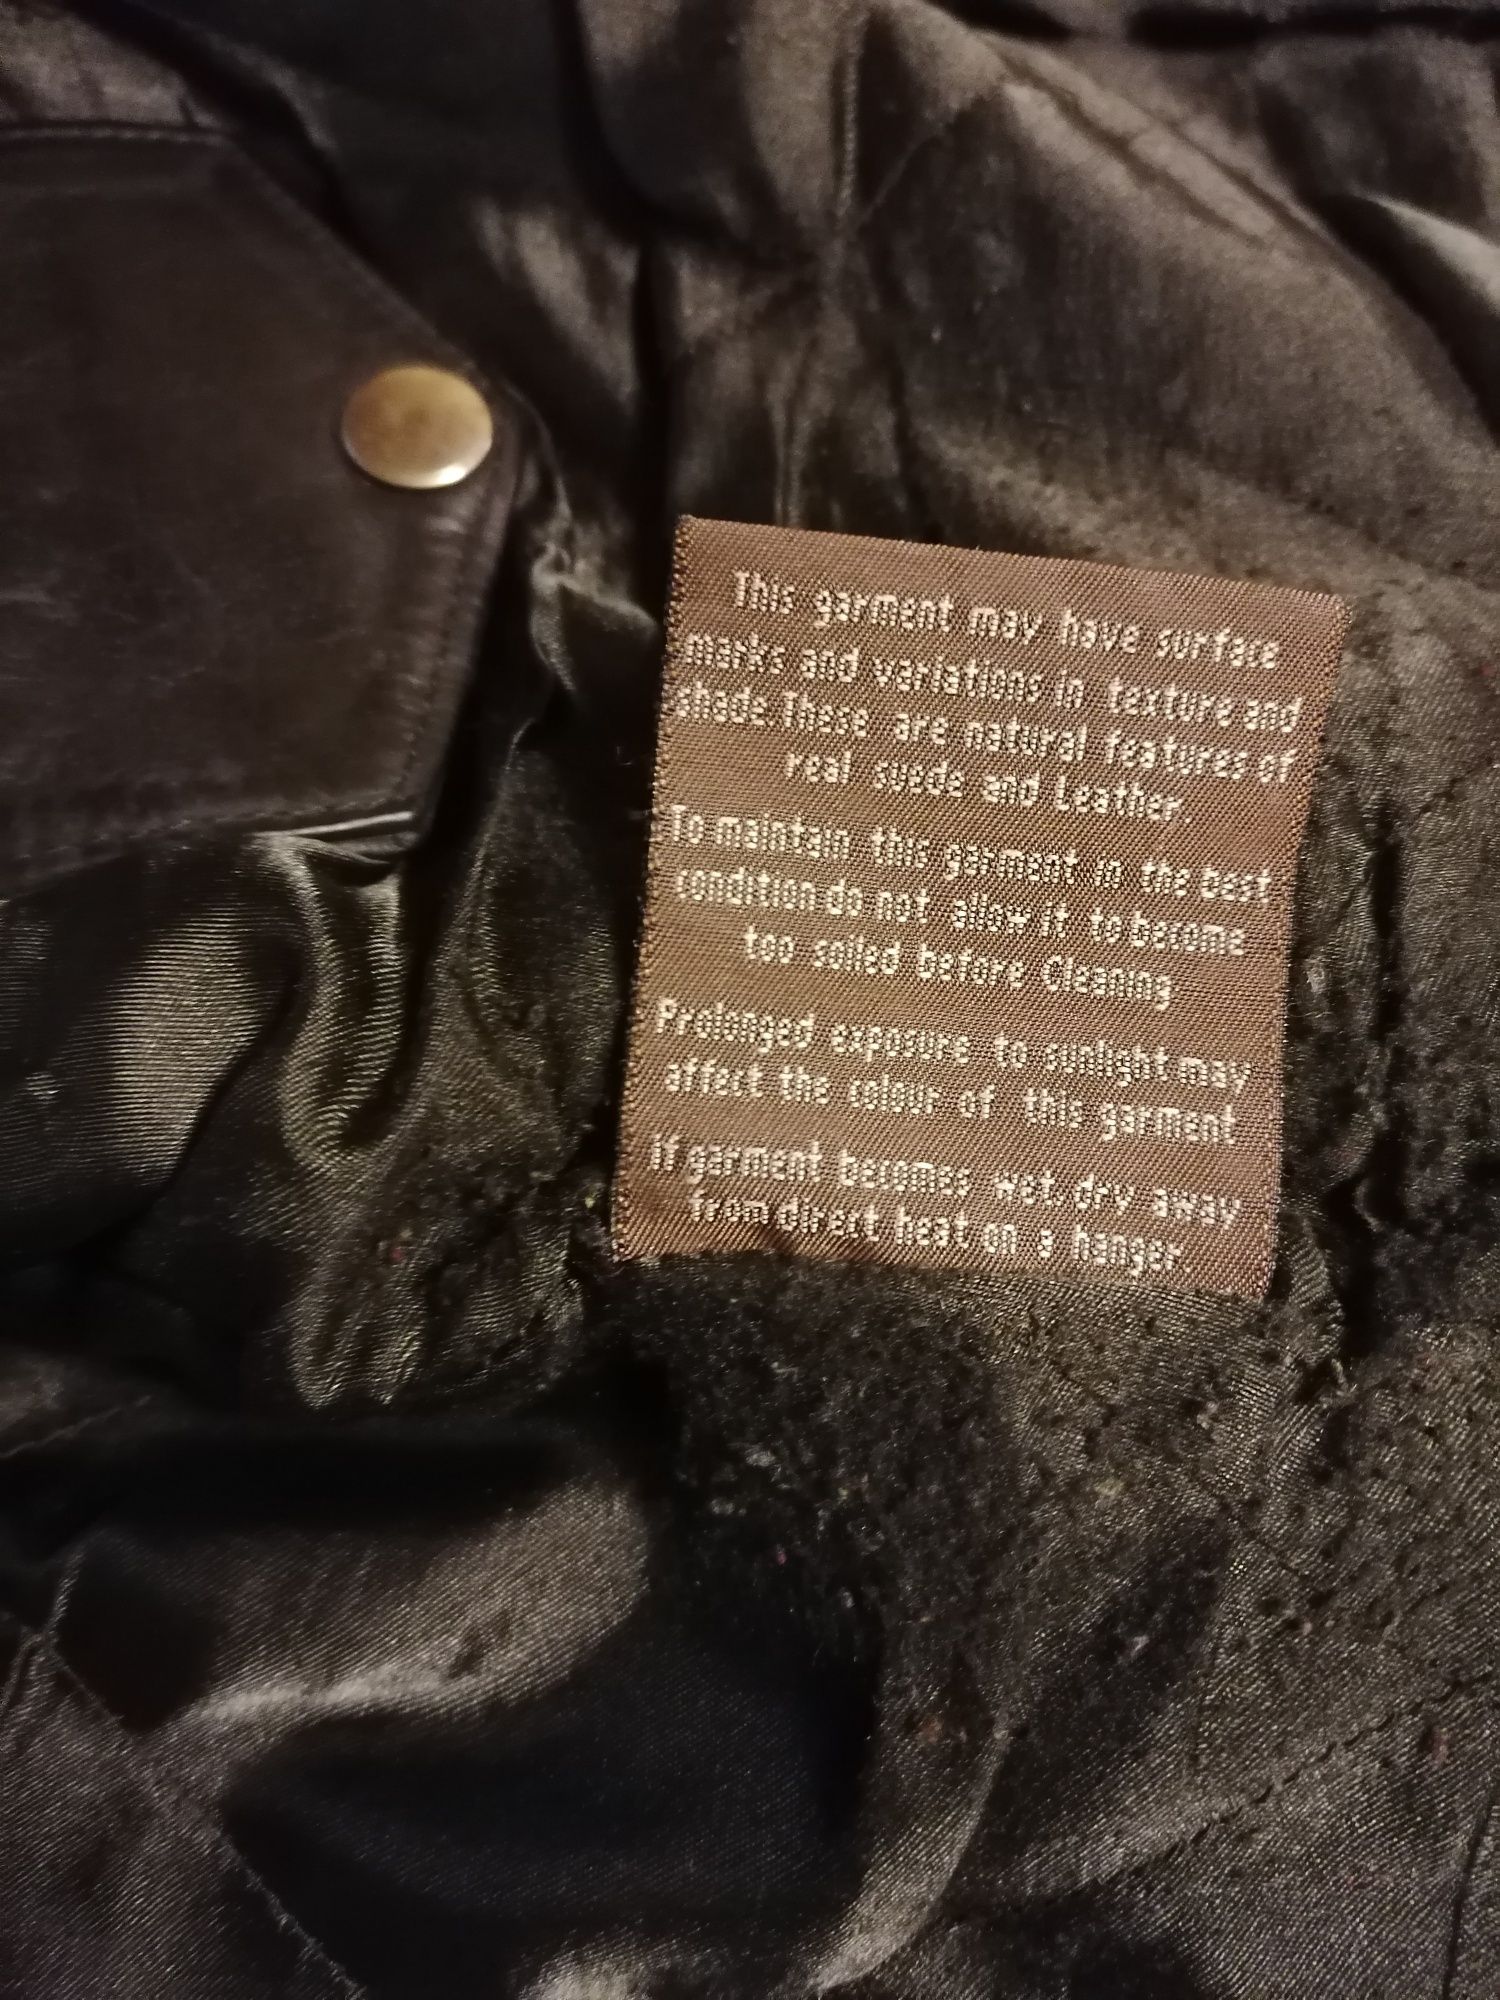 This garment may have surface
marks and variations in texture and
shade These are natural features of
real suede and Leather.
To maintain this garment in the best
condition do not allow it to become
too soiled before Cleaning
Prolonged exposure to sunlight may
affect the colour of this garment
if garment becomes wet. dry away
from direct heat on a hanger.